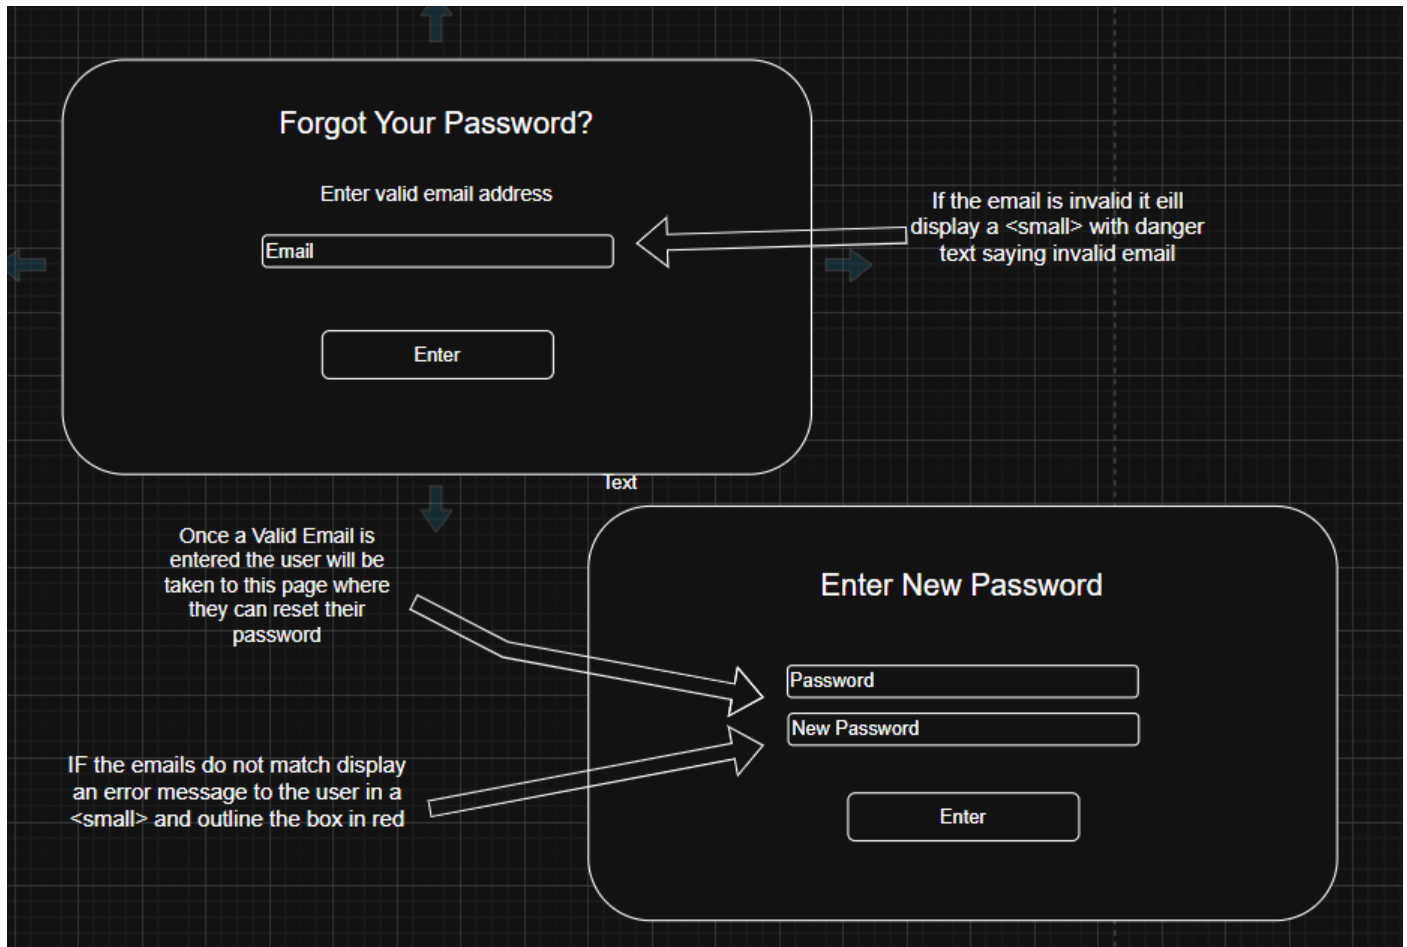 Forgot Your Password?
Enter valid email address
Email
Enter
If the email is invalid it eill
display a <small> with danger
text saying invalid email
Text
Once a Valid Email is
entered the user will be
taken to this page where
they can reset their
password
Enter New Password
Password
New Password
Enter
IF the emails do not match display
an error message to the user in a
<small> and outline the box in red